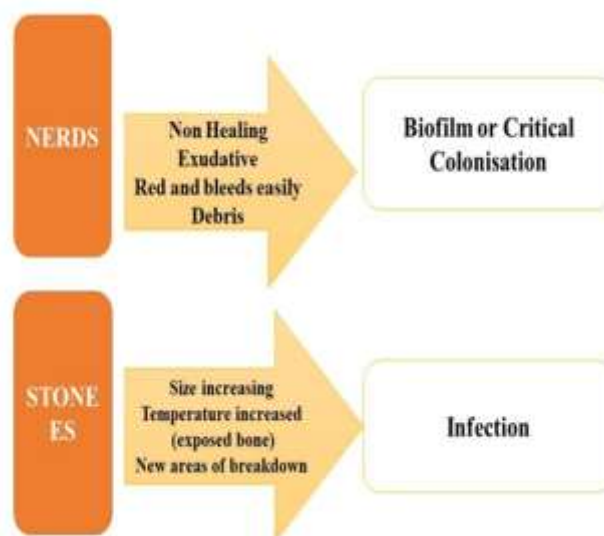 NERDS
Non Healing
Exudative
Red and bleeds easily
Debris
Biofilm or Critical
Colonisation
STONE
ES
Size increasing
Temperature increased
(exposed bone)
New areas of breakdown
Infection